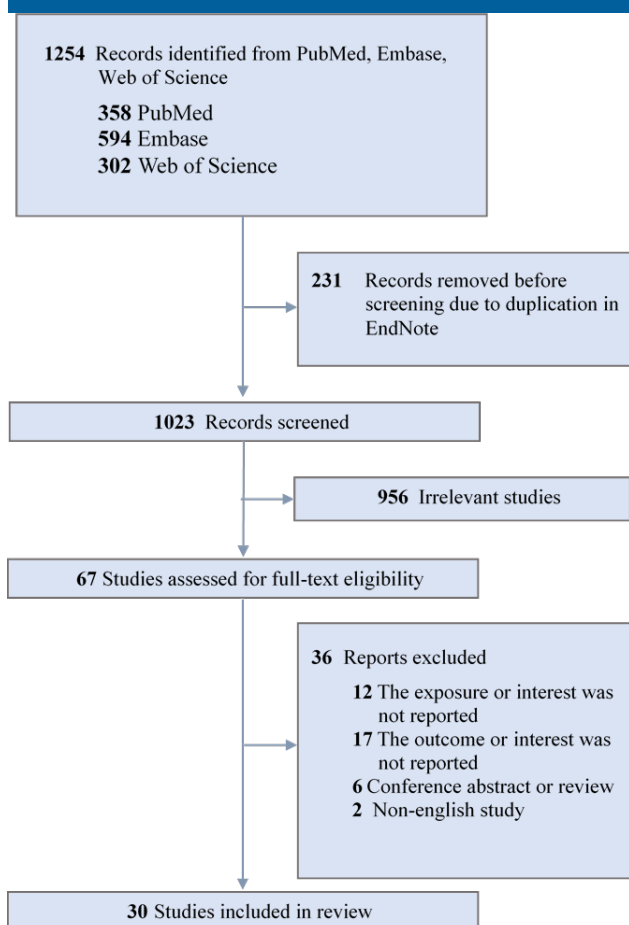 1254 Records identified from PubMed, Embase,
Web of Science
358 PubMed
594 Embase
302 Web of Science
231 Records removed before
screening due to duplication in
EndNote
1023 Records screened
956 Irrelevant studies
67 Studies assessed for full-text eligibility
36 Reports excluded
12 The exposure or interest was
not reported
17 The outcome or interest was
not reported
6 Conference abstract or review
2 Non-english study
30 Studies included in review